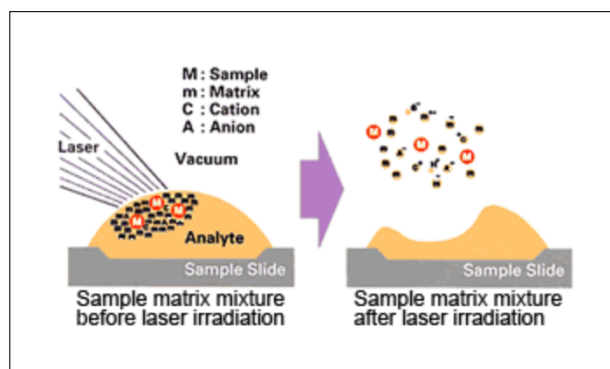 M : Sample
m : Matrix
C : Cation
A : Anion
Laser
Vacuum
M
M
M
Analyte
Sample Slide
Sample matrix mixture
before laser irradiation
M
M
M
Sample Slide
Sample matrix mixture
after laser irradiation